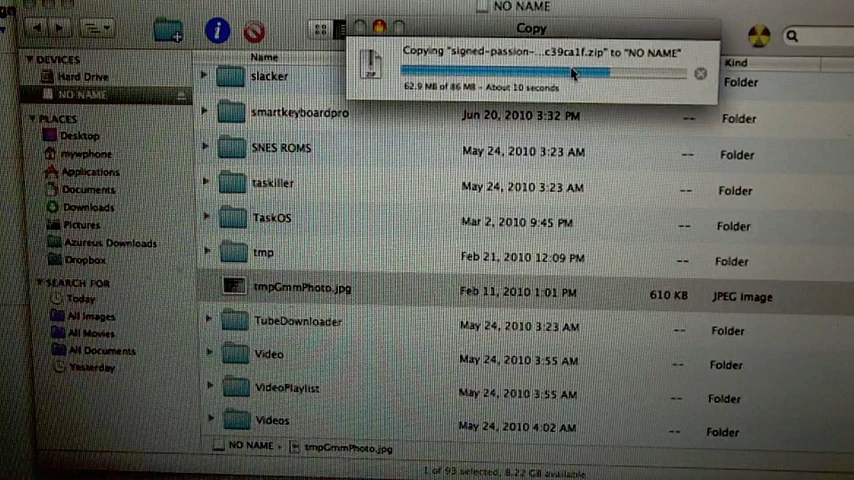 NO NAME
Copy
Copying "signed-passion-...c39ca1f.zip" to "NO NAME"
ZIP
62.9 MB of 86 MB - About 10 seconds
DEVICES
Hard Drive
NO NAME
PLACES
Desktop
mywphone
Applications
Documents
Downloads
Pictures
Azureus Downloads
Dropbox
SEARCH FOR
Today
All Images
All Movies
All Documents
Yesterday
Name Kind
slacker Folder
smartkeyboardpro Jun 20, 2010 3:32 PM -- Folder
SNES ROMS May 24, 2010 3:23 AM -- Folder
taskiller May 24, 2010 3:23 AM -- Folder
TaskOS Mar 2, 2010 9:45 PM -- Folder
tmp Feb 21, 2010 12:09 PM -- Folder
tmpGmmPhoto.jpg Feb 11, 2010 1:01 PM 610 KB JPEG image
TubeDownloader May 24, 2010 3:23 AM -- Folder
Video May 24, 2010 3:55 AM -- Folder
VideoPlaylist May 24, 2010 3:55 AM -- Folder
Videos May 24, 2010 4:02 AM -- Folder
NO NAME tmpGmmPhoto.jpg
1 of 93 selected, 8.22 GB available